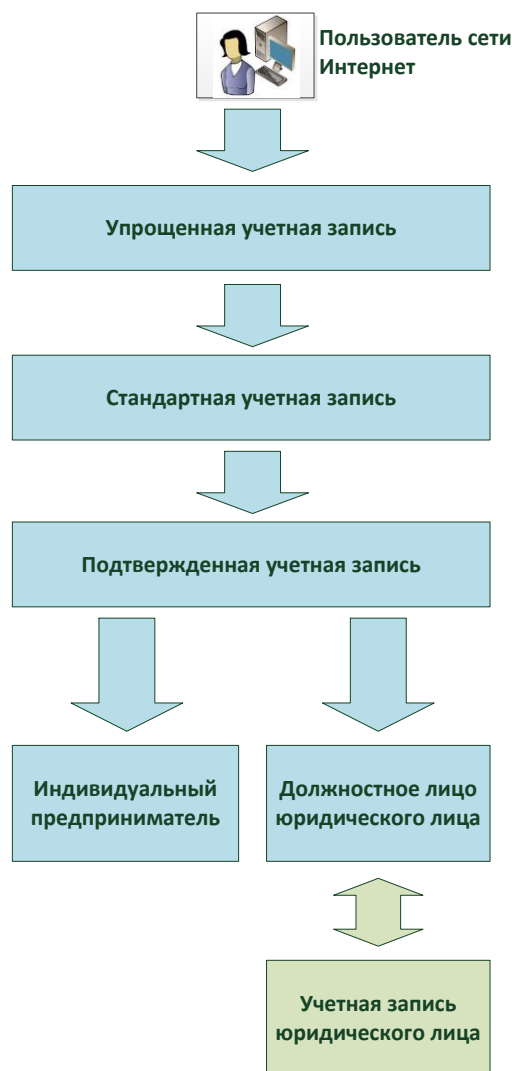 Пользователь сети
Интернет
Упрощенная учетная запись
Стандартная учетная запись
Подтвержденная учетная запись
Индивидуальный
предприниматель
Должностное лицо
юридического лица
Учетная запись
юридического лица